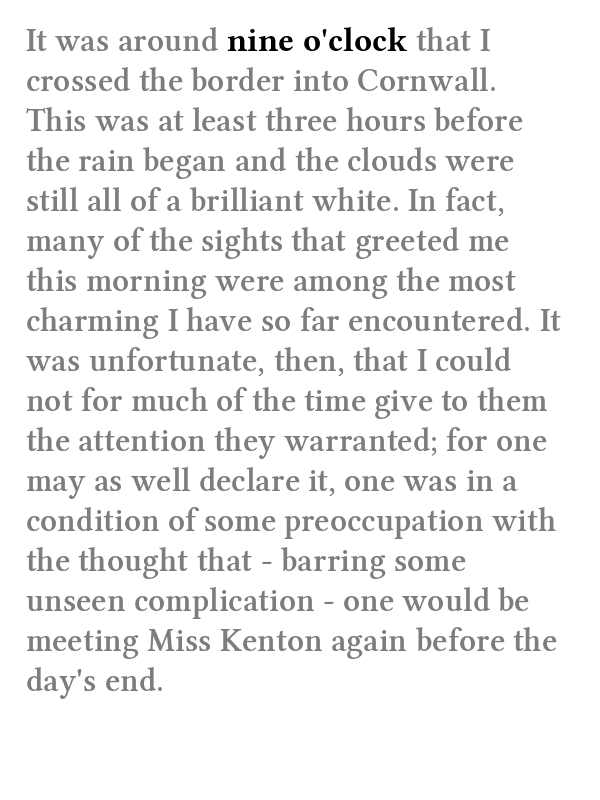 It was around nine o'clock that I
crossed the border into Cornwall.
This was at least three hours before
the rain began and the clouds were
still all of a brilliant white. In fact,
many of the sights that greeted me
this morning were among the most
charming I have so far encountered. It
was unfortunate, then, that I could
not for much of the time give to them
the attention they warranted; for one
may as well declare it, one was in a
condition of some preoccupation with
the thought that - barring some
unseen complication - one would be
meeting Miss Kenton again before the
day's end.